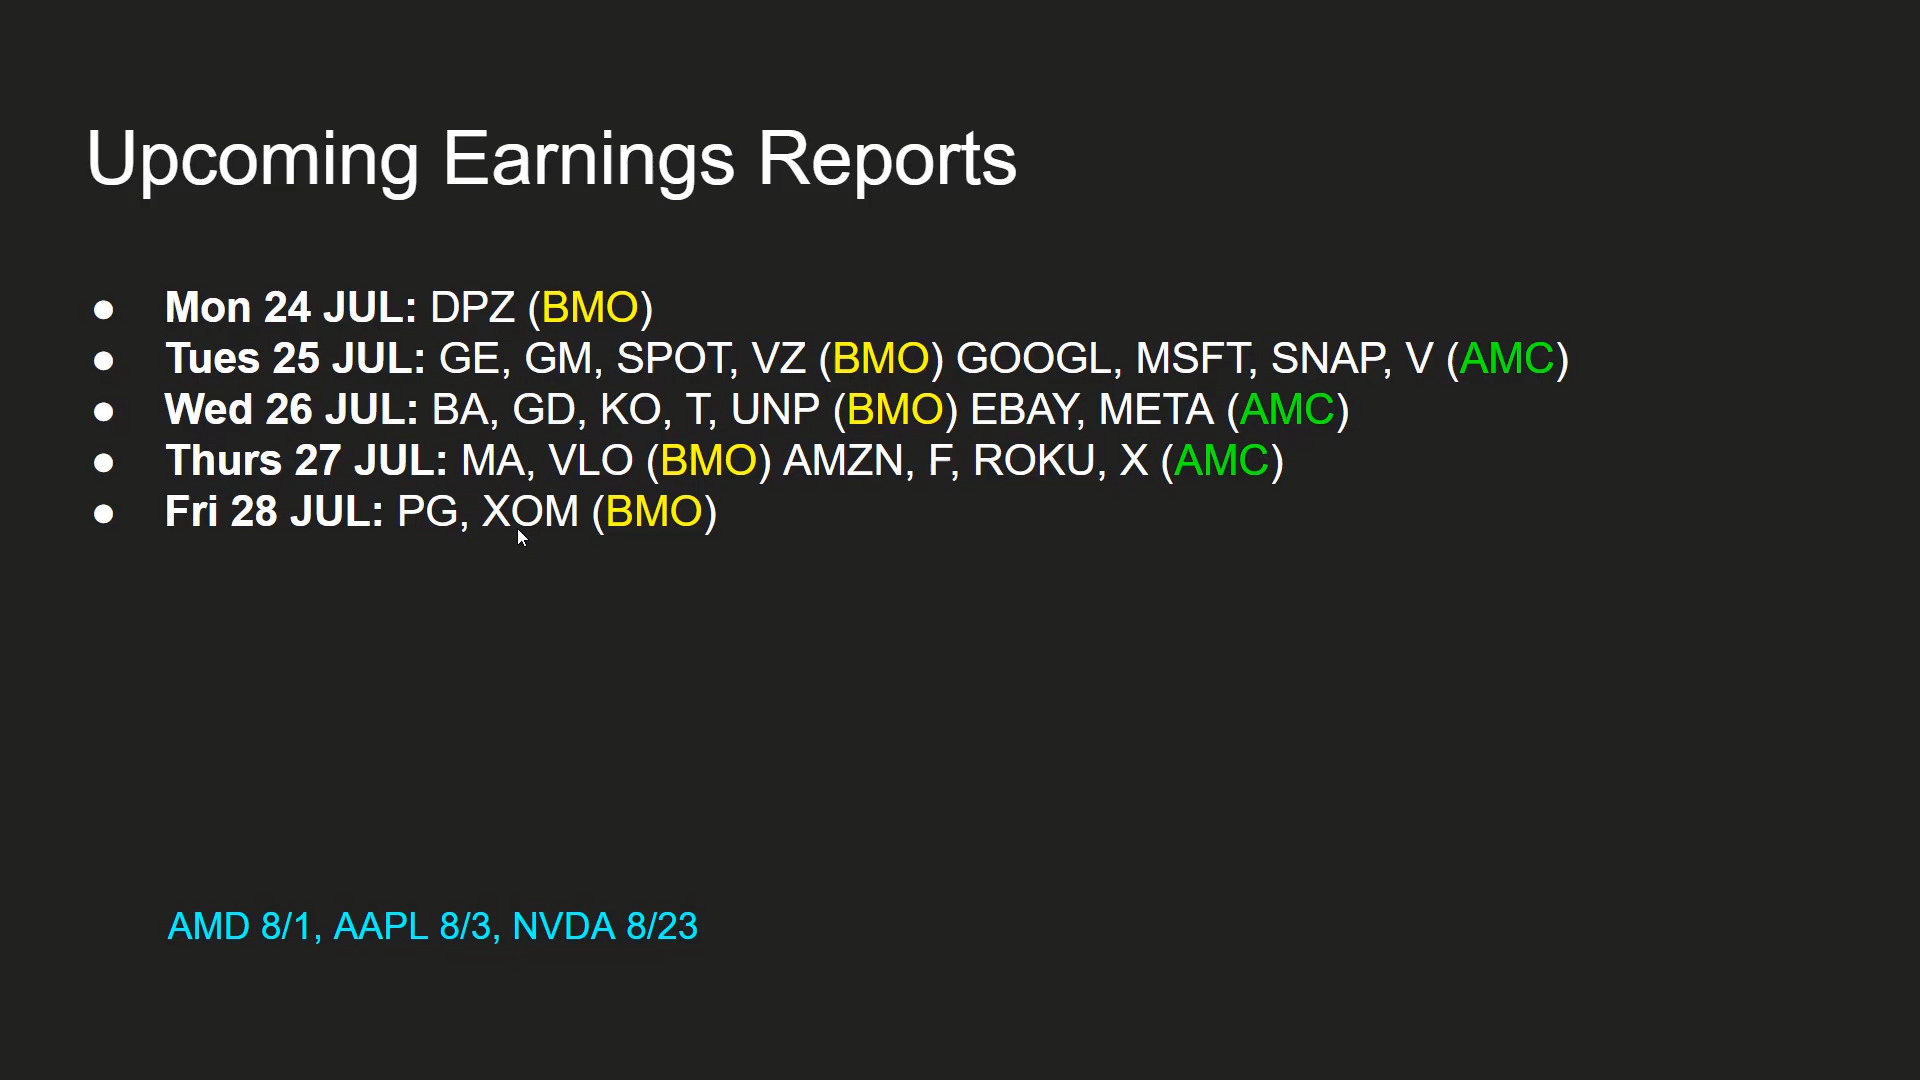 Upcoming Earnings Reports
● Mon 24 JUL: DPZ (BMO)
● Tues 25 JUL: GE, GM, SPOT, VZ (BMO) GOOGL, MSFT, SNAP, V (AMC)
● Wed 26 JUL: BA, GD, KO, T, UNP (BMO) EBAY, META (AMC)
● Thurs 27 JUL: MA, VLO (BMO) AMZN, F, ROKU, X (AMC)
● Fri 28 JUL: PG, XOM (BMO)
AMD 8/1, AAPL 8/3, NVDA 8/23